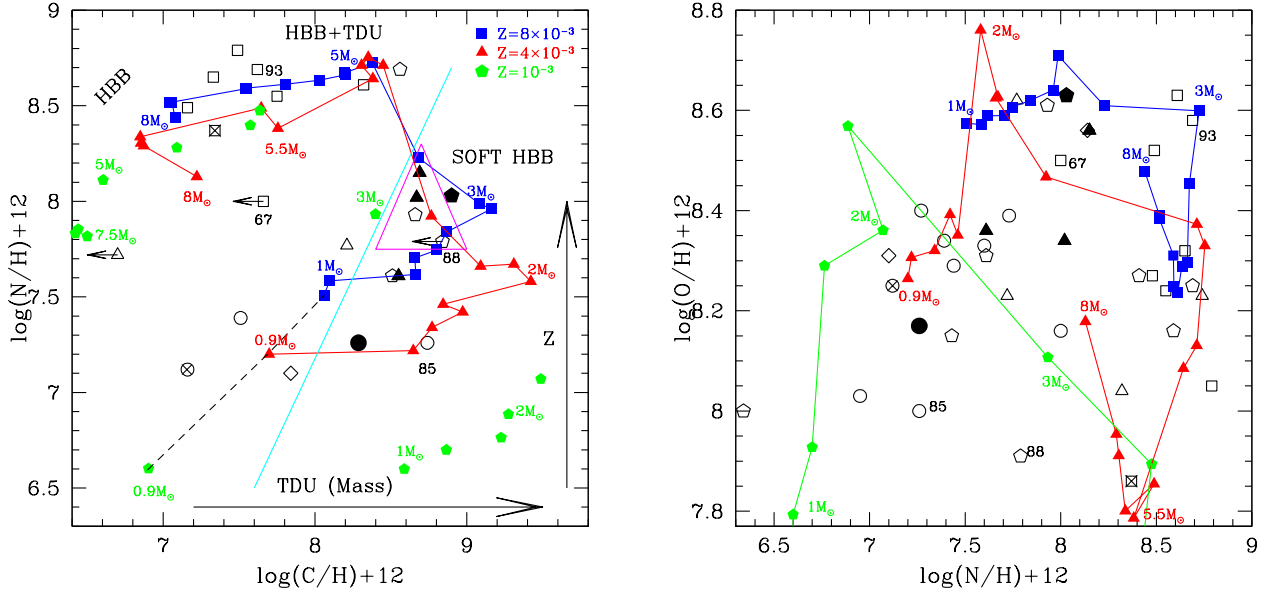 HBB+TDU
Z=8×10⁻³
Z=4×10⁻³
Z=10⁻³
HBB
5M⊙
93
8M⊙
5.5M⊙
SOFT HBB
5M⊙
8M⊙
67
3M⊙
3M⊙
7.5M⊙
88
1M⊙
2M⊙
0.9M⊙
Z
85
2M⊙
1M⊙
0.9M⊙
TDU (Mass)
9
8.5
8
7.5
7
6.5
7
8
9
log(N/H)+12
log(C/H)+12
2M⊙
1M⊙
3M⊙
93
8M⊙
67
2M⊙
0.9M⊙
8M⊙
3M⊙
85
88
1M⊙
5.5M⊙
8.8
8.6
8.4
8.2
8
7.8
6.5
7
7.5
8
8.5
9
log(O/H)+12
log(N/H)+12